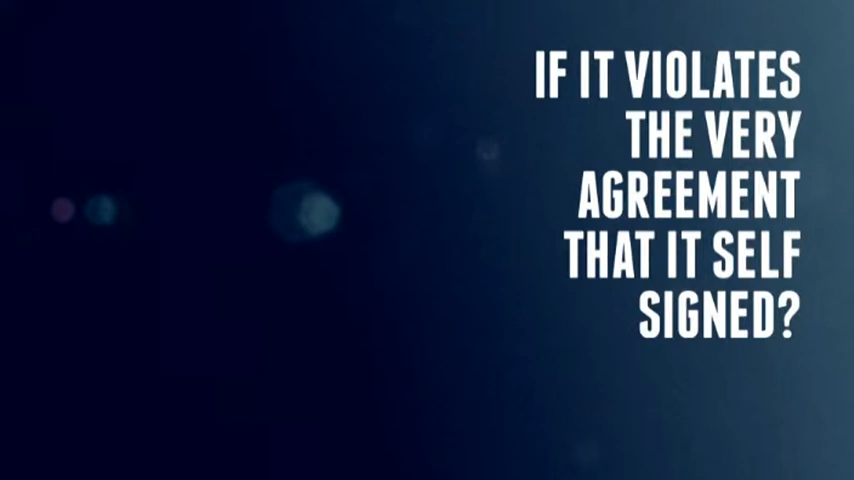 IF IT VIOLATES
THE VERY
AGREEMENT
THAT IT SELF
SIGNED?